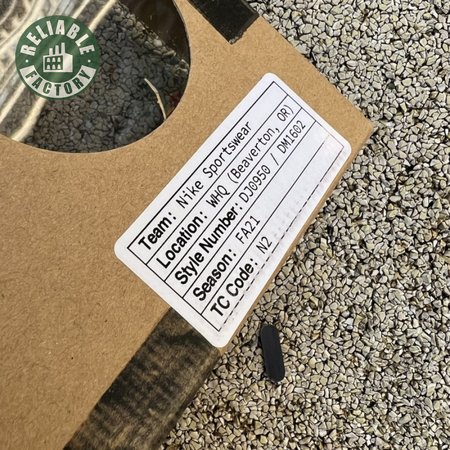 RELIABLE
FACTORY
Team: Nike Sportswear
Location: WHQ (Beaverton, OR)
Style Number: DJ0950 / DM1602
Season: FA21
TC Code: N2